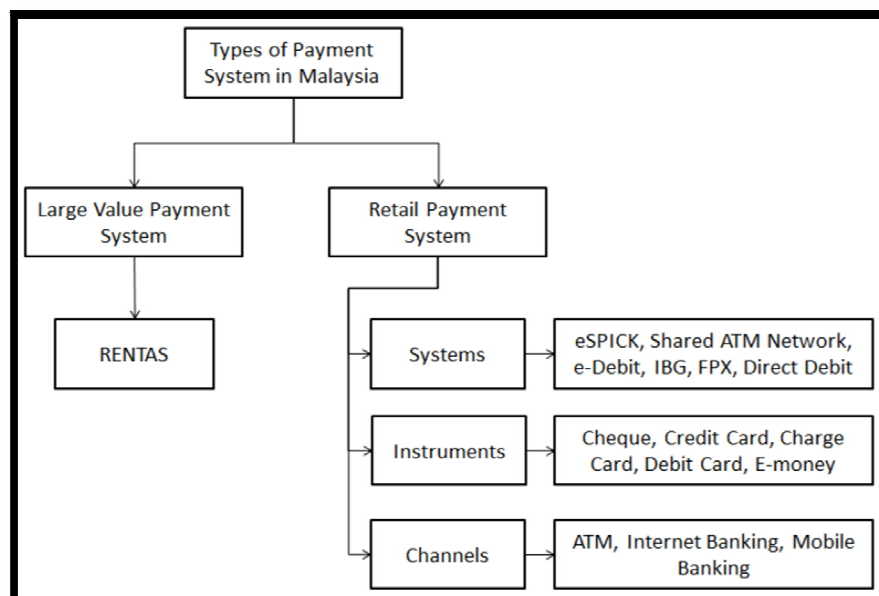 Types of Payment
System in Malaysia
Large Value Payment
System
Retail Payment
System
RENTAS
Systems
eSPICK, Shared ATM Network,
e-Debit, IBG, FPX, Direct Debit
Instruments
Cheque, Credit Card, Charge
Card, Debit Card, E-money
Channels
ATM, Internet Banking, Mobile
Banking